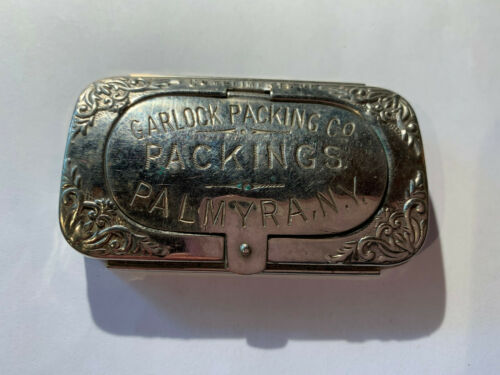 GARLOCK PACKING CO
PACKINGS
PALMYRA, N.Y.